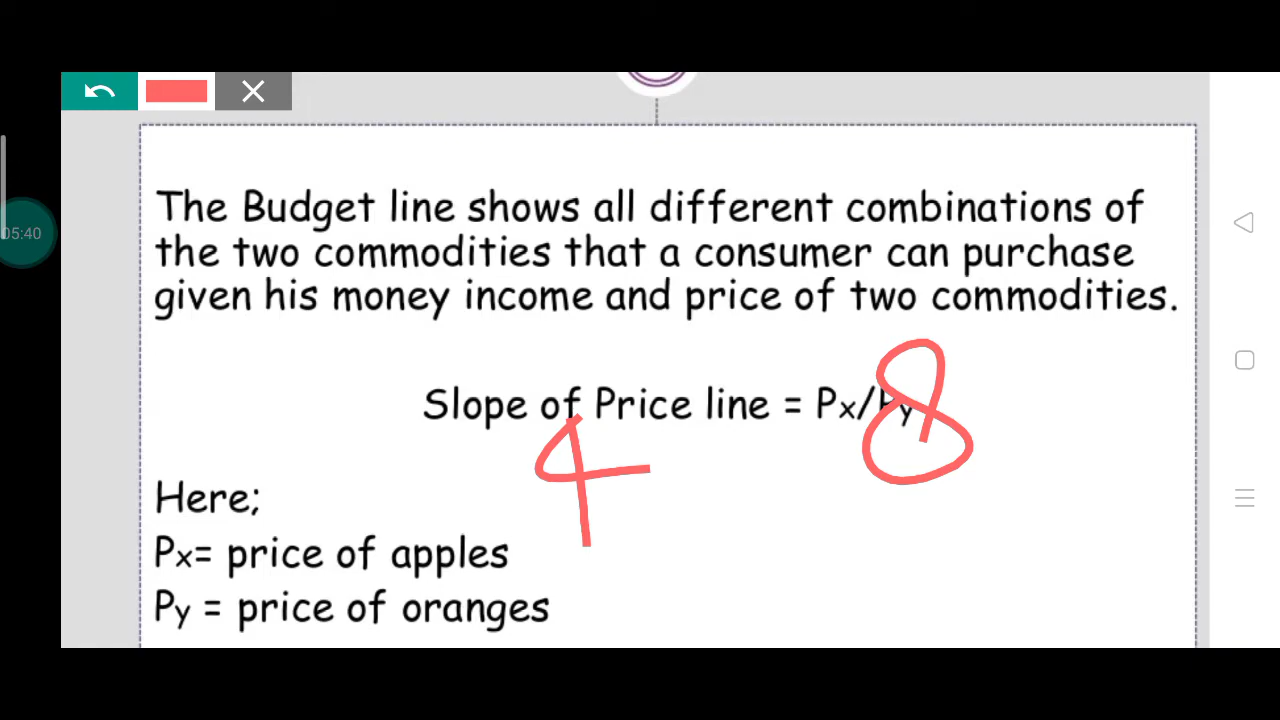 05:40
The Budget line shows all different combinations of
the two commodities that a consumer can purchase
given his money income and price of two commodities.
Slope of Price line = Px/Py
8
4
Here;
Px= price of apples
Py = price of oranges